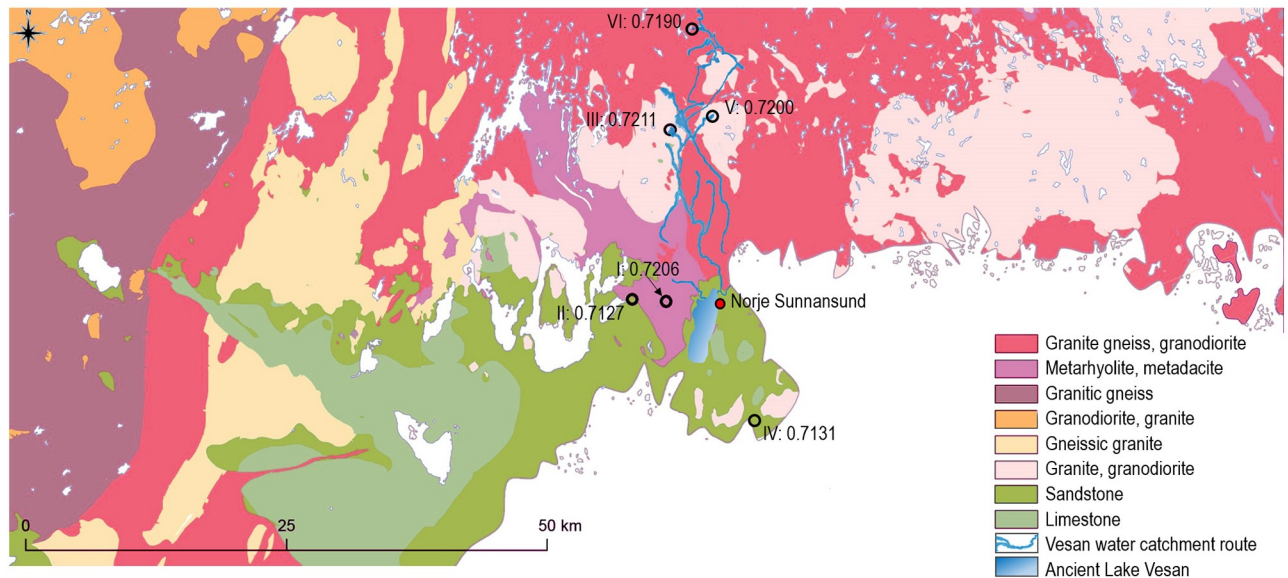 N
VI: 0.7190
V: 0.7200
III: 0.7211
I: 0.7206
II: 0.7127
Norje Sunnansund
IV: 0.7131
Granite gneiss, granodiorite
Metarhyolite, metadacite
Granitic gneiss
Granodiorite, granite
Gneissic granite
Granite, granodiorite
Sandstone
Limestone
Vesan water catchment route
Ancient Lake Vesan
0 25 50 km